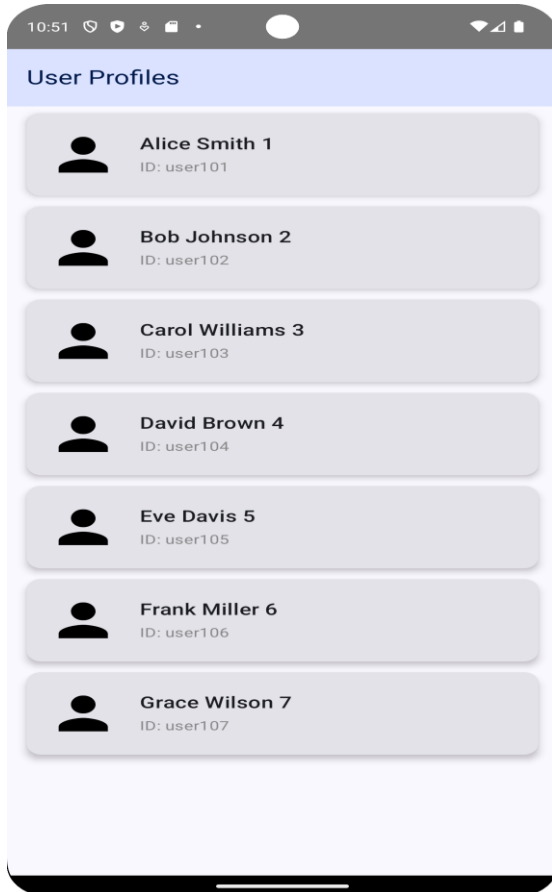 10:51
User Profiles
Alice Smith 1
ID: user101
Bob Johnson 2
ID: user102
Carol Williams 3
ID: user103
David Brown 4
ID: user104
Eve Davis 5
ID: user105
Frank Miller 6
ID: user106
Grace Wilson 7
ID: user107